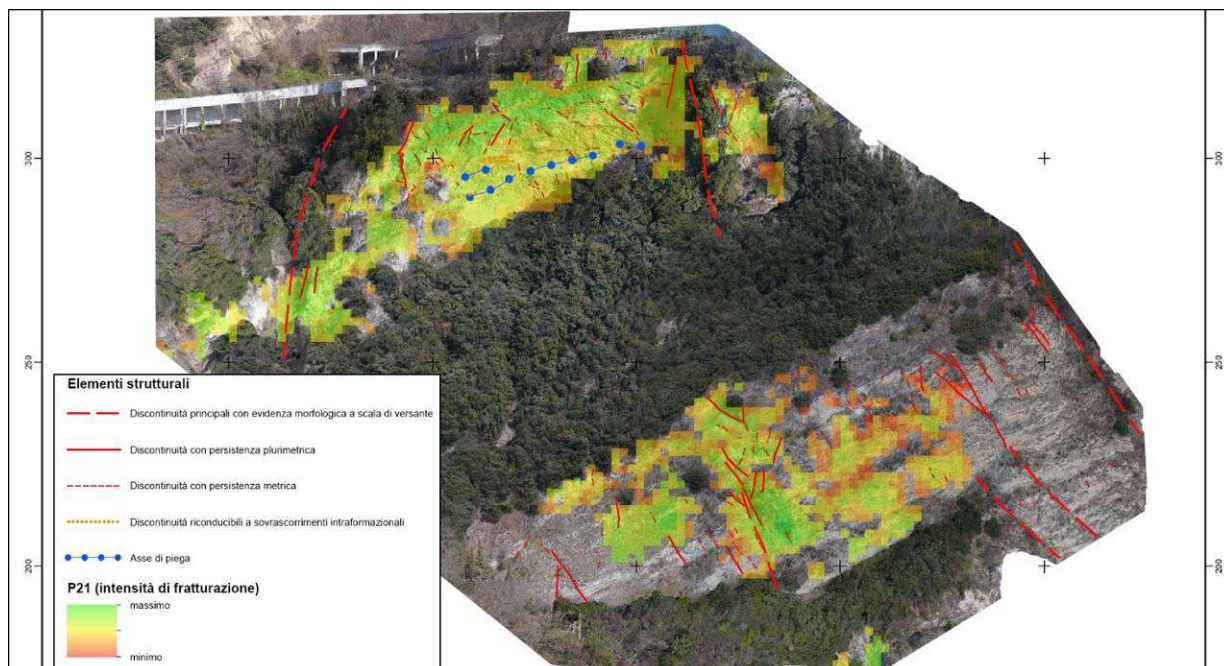 300
300
250
250
200
200
Elementi strutturali
Discontinuità principali con evidenza morfologica a scala di versante
Discontinuità con persistenza plurimetrica
Discontinuità con persistenza metrica
Discontinuità riconducibili a sovrascorrimenti intraformazionali
Asse di piega
P21 (intensità di fratturazione)
massimo
minimo